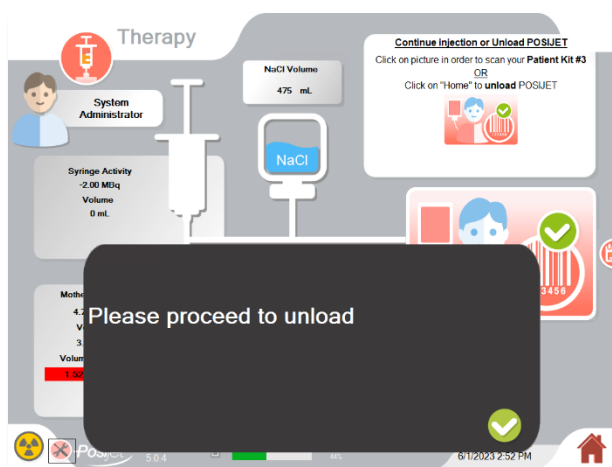 Therapy
System
Administrator
NaCl Volume
475 mL
Continue injection or Unload POSIJET
Click on picture in order to scan your Patient Kit #3
OR
Click on "Home" to unload POSIJET
NaCl
Syringe Activity
-2.00 MBq
Volume
0 mL
3456
Please proceed to unload
Posijet
5.0.4
6/1/2023 2:52 PM